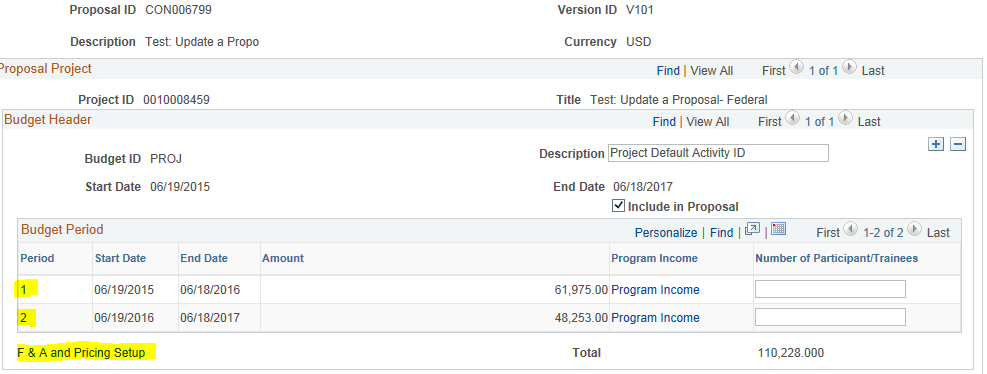 Proposal ID CON006799 Version ID V101
Description Test: Update a Propo Currency USD
Proposal Project Find | View All First 1 of 1 Last
Project ID 0010008459 Title Test: Update a Proposal- Federal
Budget Header Find | View All First 1 of 1 Last
Budget ID PROJ Description Project Default Activity ID
Start Date 06/19/2015 End Date 06/18/2017
Include in Proposal
Budget Period Personalize | Find | | First 1-2 of 2 Last
Period Start Date End Date Amount Program Income Number of Participant/Trainees
1 06/19/2015 06/18/2016 61,975.00 Program Income
2 06/19/2016 06/18/2017 48,253.00 Program Income
F & A and Pricing Setup Total 110,228.000